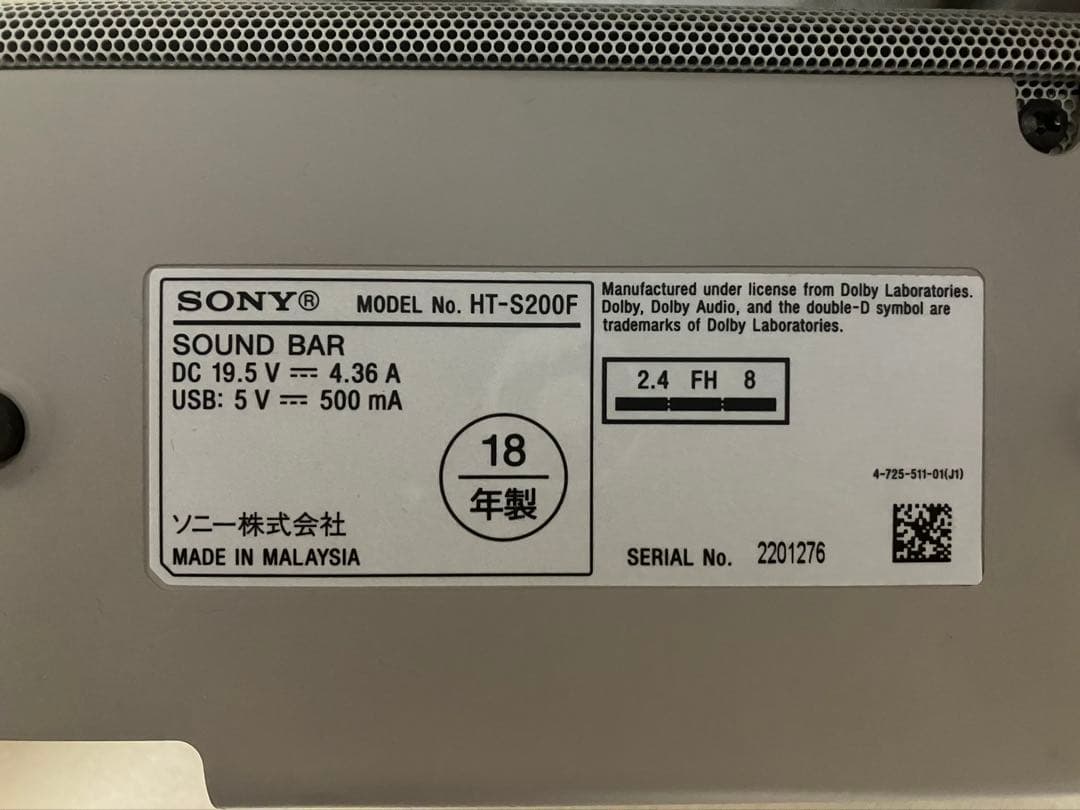 SONY® MODEL No. HT-S200F
SOUND BAR
DC 19.5 V ⎓ 4.36 A
USB: 5 V ⎓ 500 mA
18
年製
ソニー株式会社
MADE IN MALAYSIA
Manufactured under license from Dolby Laboratories.
Dolby, Dolby Audio, and the double-D symbol are
trademarks of Dolby Laboratories.
2.4 FH 8
4-725-511-01(J1)
SERIAL No. 2201276